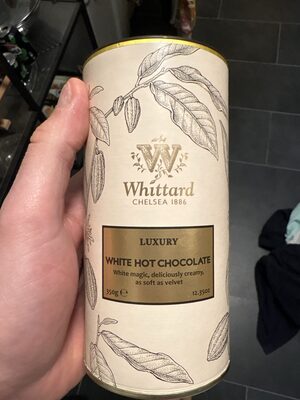 W
Whittard
CHELSEA 1886
LUXURY
WHITE HOT CHOCOLATE
White magic, deliciously creamy,
as soft as velvet
350g ℮ 12.35oz